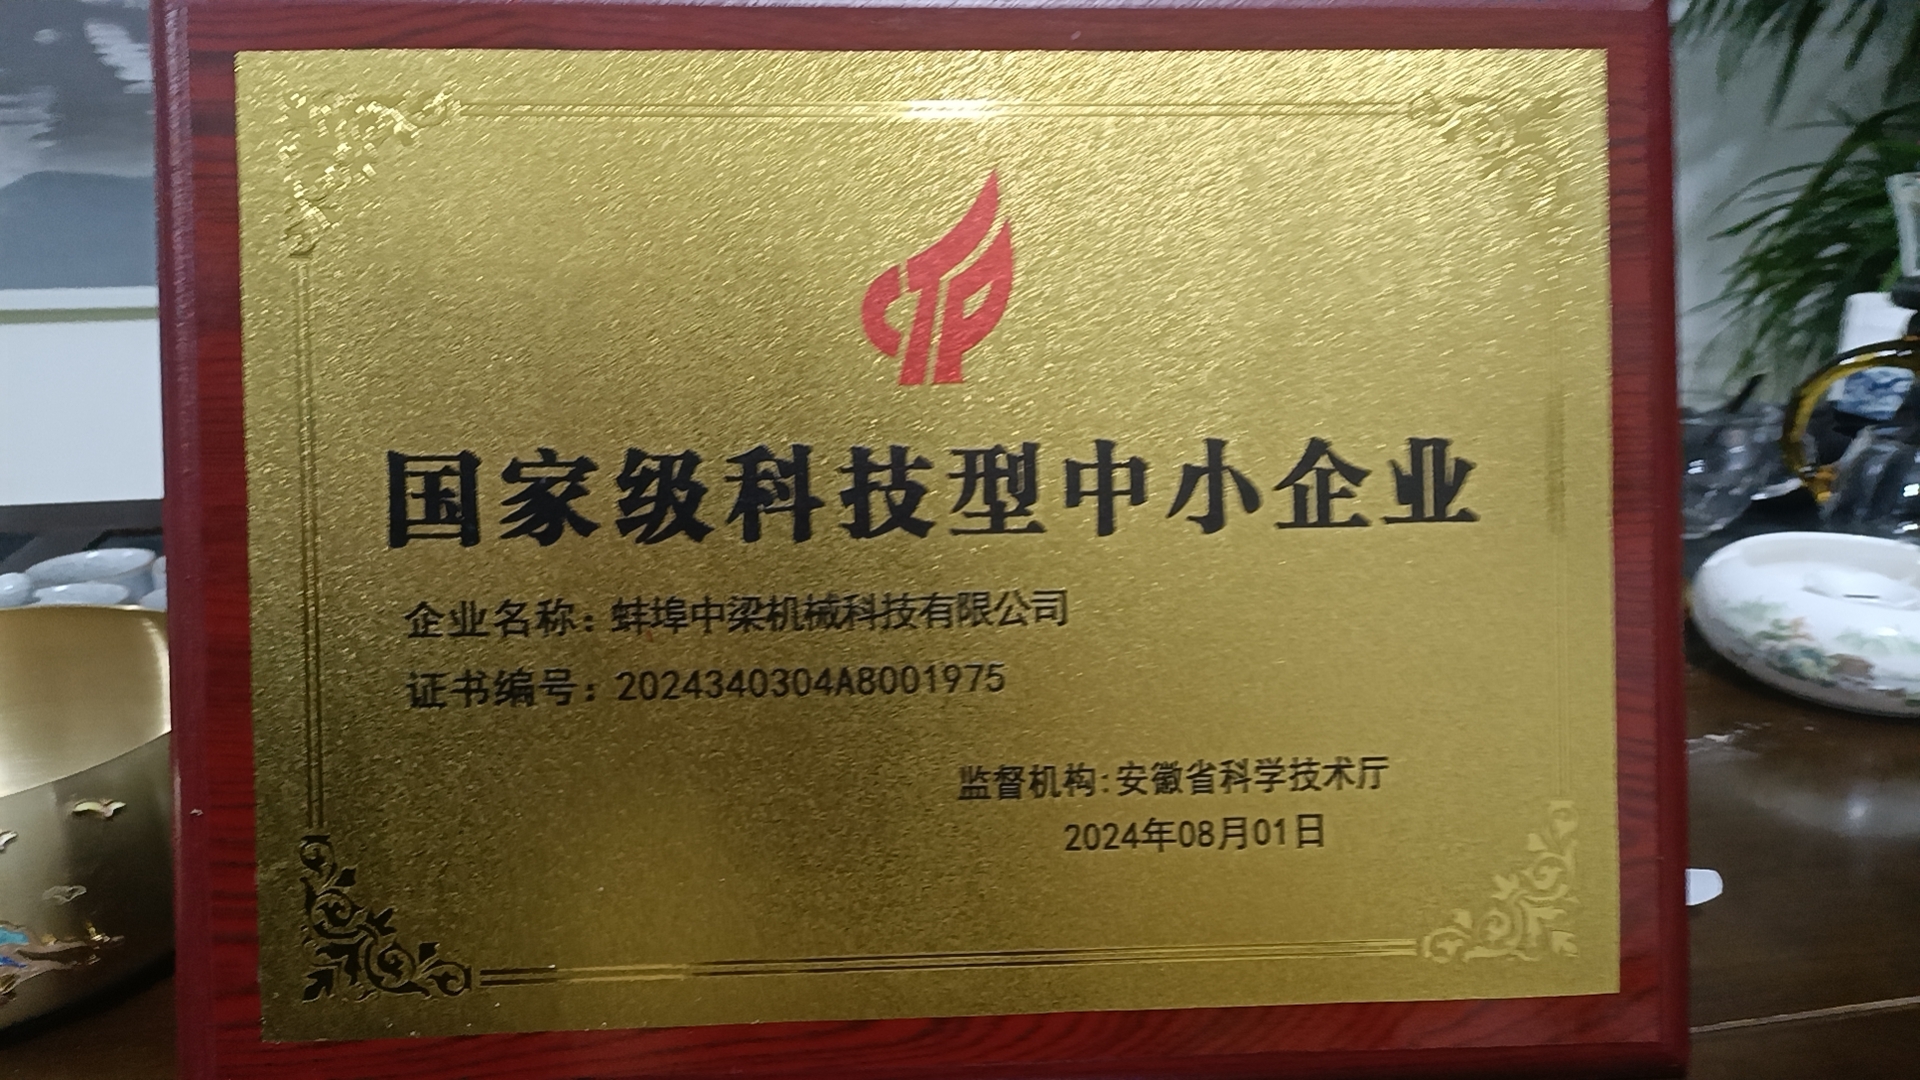 CTP
国家级科技型中小企业
企业名称：蚌埠中梁机械科技有限公司
证书编号：2024340304A8001975
监督机构：安徽省科学技术厅
2024年08月01日